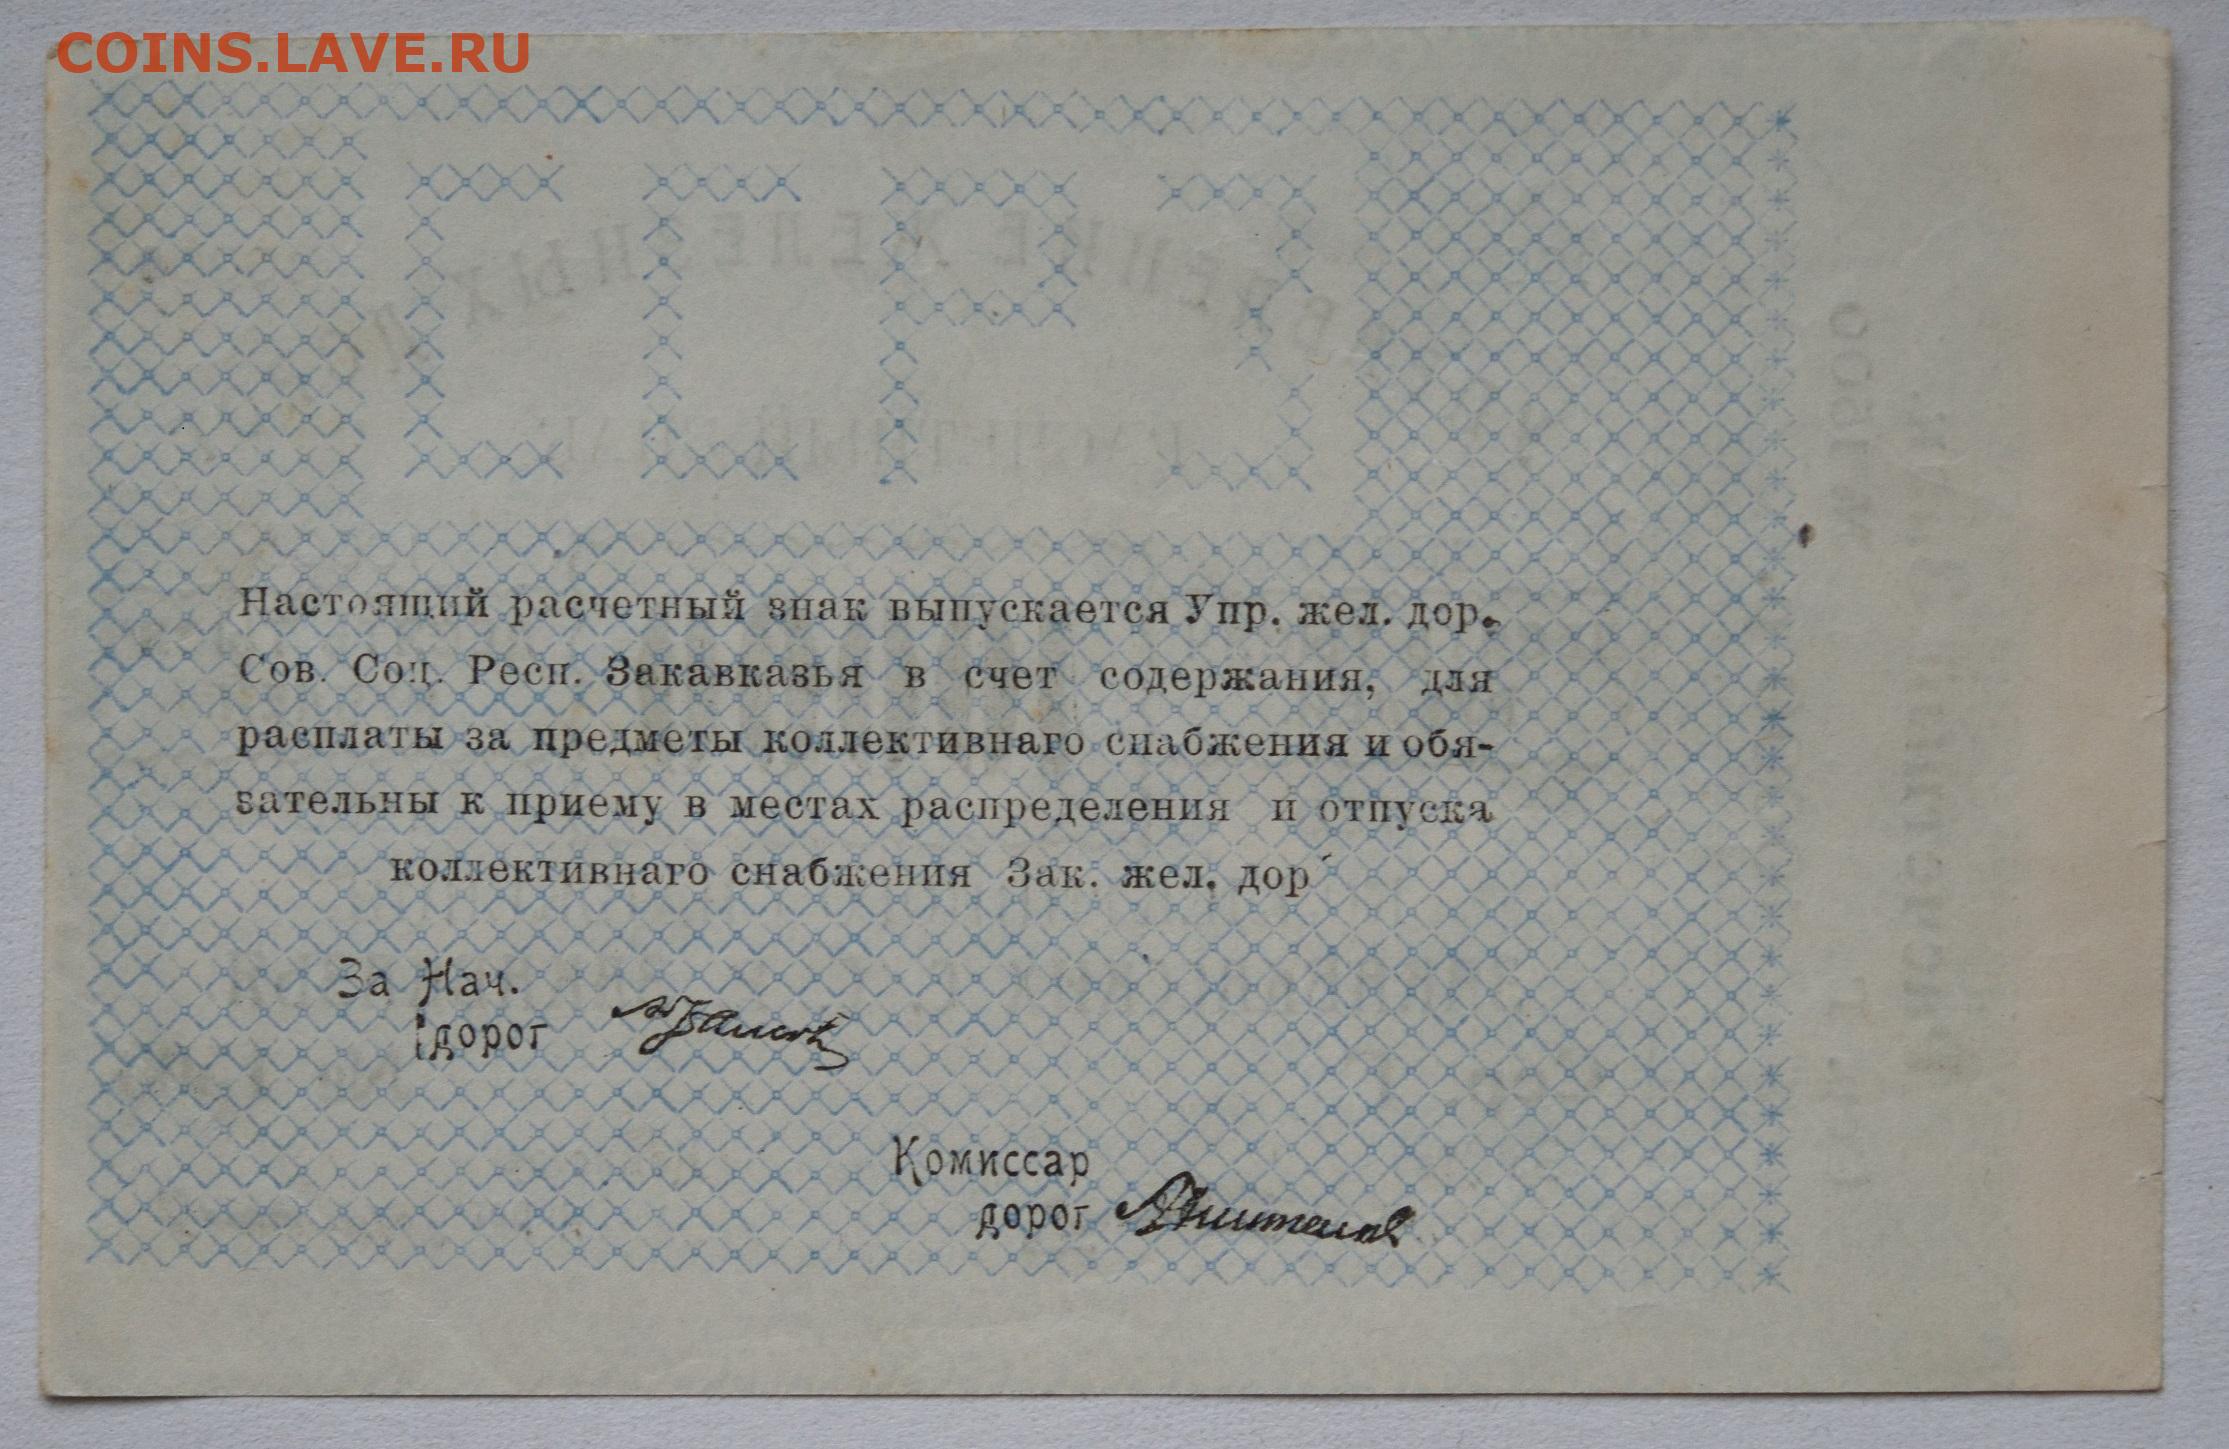 COINS.LAVE.RU
ССРЗ
Настоящий расчетный знак выпускается Упр. жел. дор.
Сов. Соц. Респ. Закавказья в счет содержания, для
расплаты за предметы коллективнаго снабжения и обя-
зательны к приему в местах распределения и отпуска
коллективнаго снабжения Зак. жел. дор
За Нач.
дорог
Комиссар
дорог